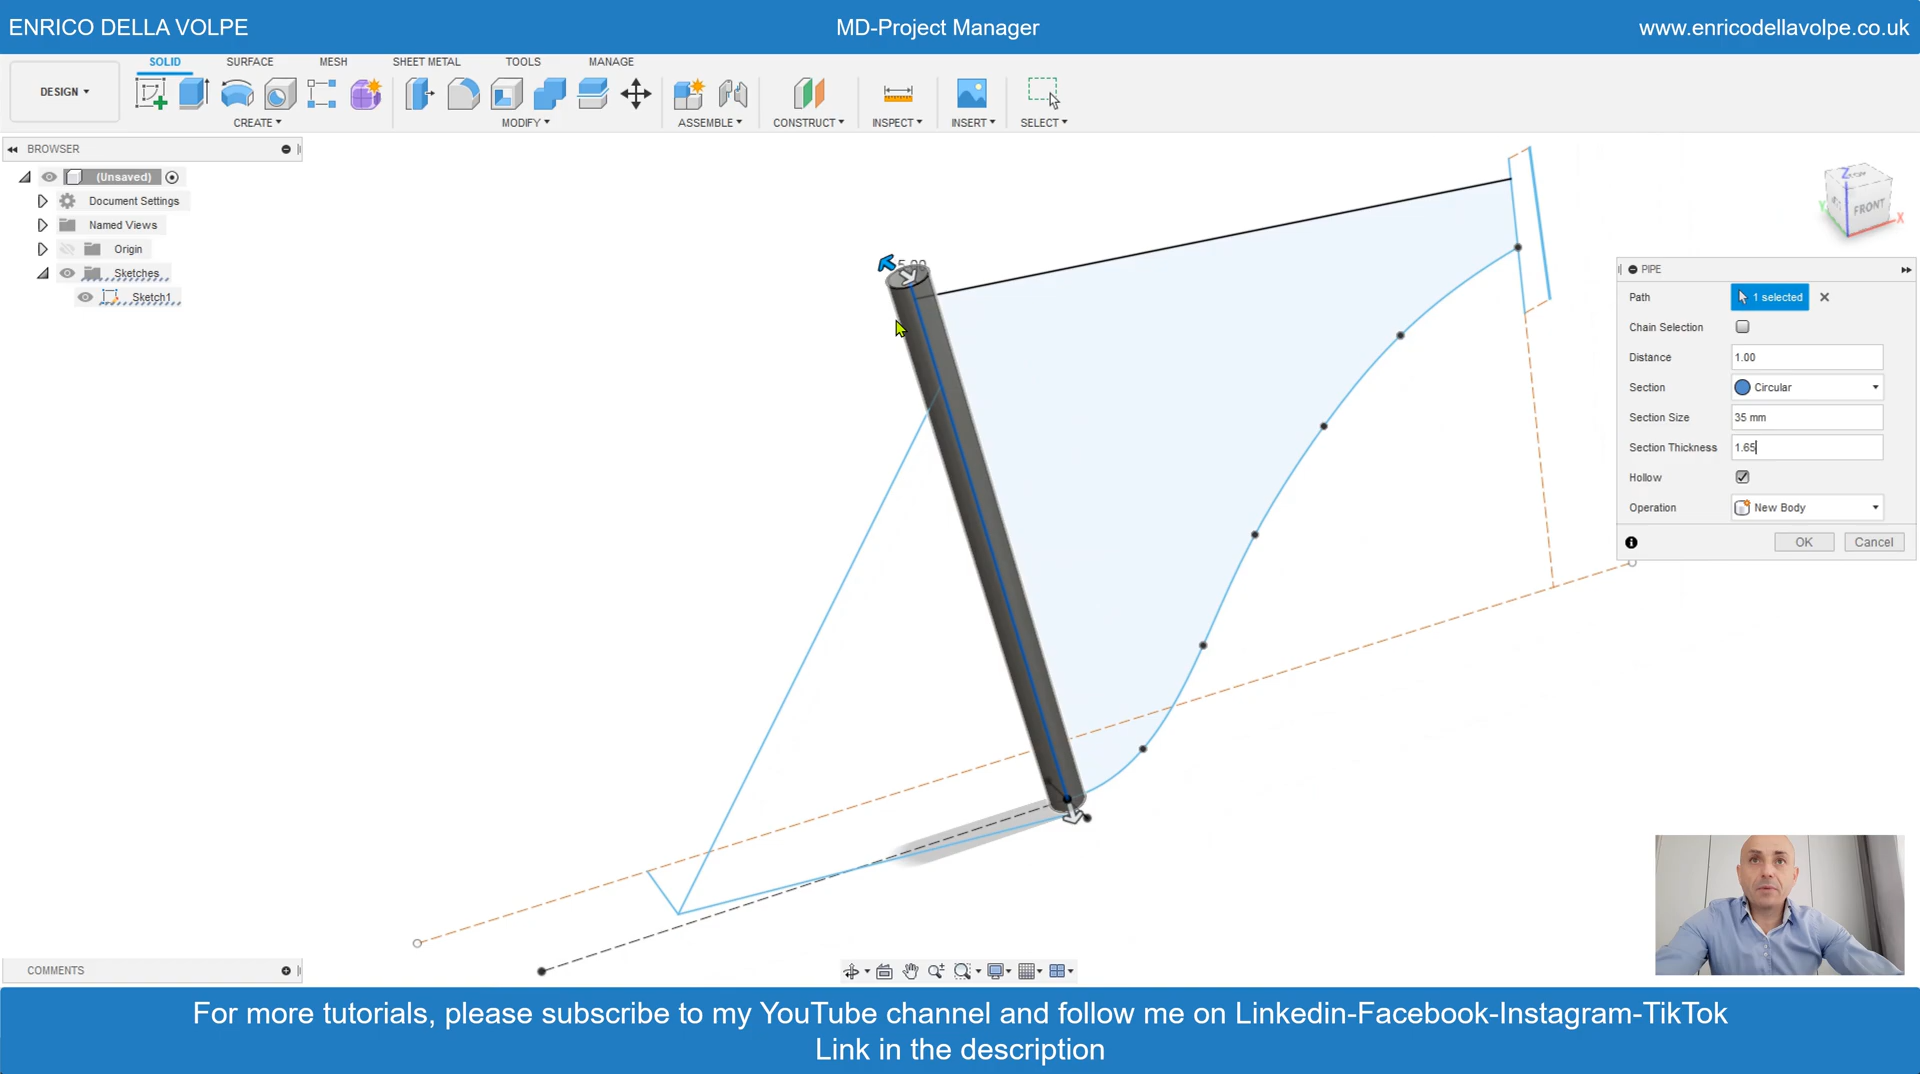 ENRICO DELLA VOLPE
MD-Project Manager
www.enricodellavolpe.co.uk
DESIGN
SOLID
SURFACE
MESH
SHEET METAL
TOOLS
MANAGE
CREATE
MODIFY
ASSEMBLE
CONSTRUCT
INSPECT
INSERT
SELECT
BROWSER
(Unsaved)
Document Settings
Named Views
Origin
Sketches
Sketch1
Z
TOP
FRONT
X
Y
PIPE
Path
1 selected
Chain Selection
Distance
1.00
Section
Circular
Section Size
35 mm
Section Thickness
1.65
Hollow
Operation
New Body
OK
Cancel
COMMENTS
For more tutorials, please subscribe to my YouTube channel and follow me on Linkedin-Facebook-Instagram-TikTok
Link in the description